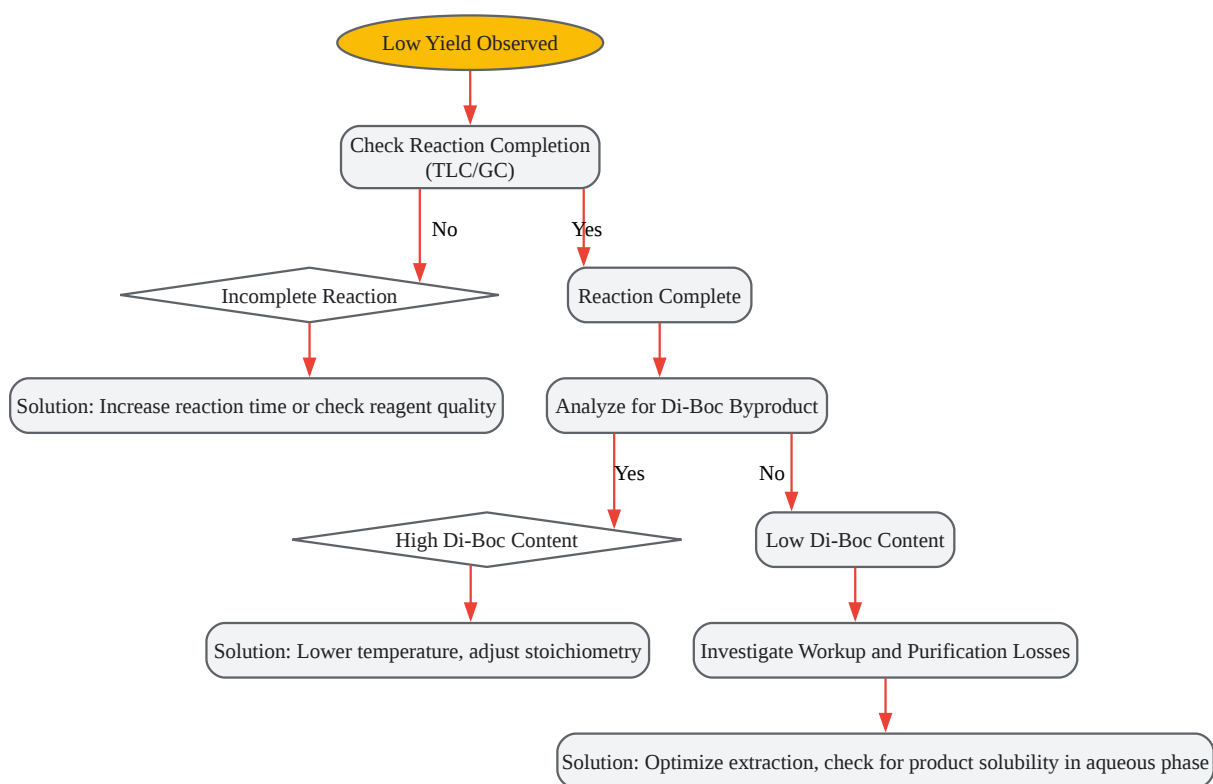 Low Yield Observed
Check Reaction Completion
(TLC/GC)
No
Yes
Incomplete Reaction
Reaction Complete
Solution: Increase reaction time or check reagent quality
Analyze for Di-Boc Byproduct
Yes
No
High Di-Boc Content
Low Di-Boc Content
Solution: Lower temperature, adjust stoichiometry
Investigate Workup and Purification Losses
Solution: Optimize extraction, check for product solubility in aqueous phase